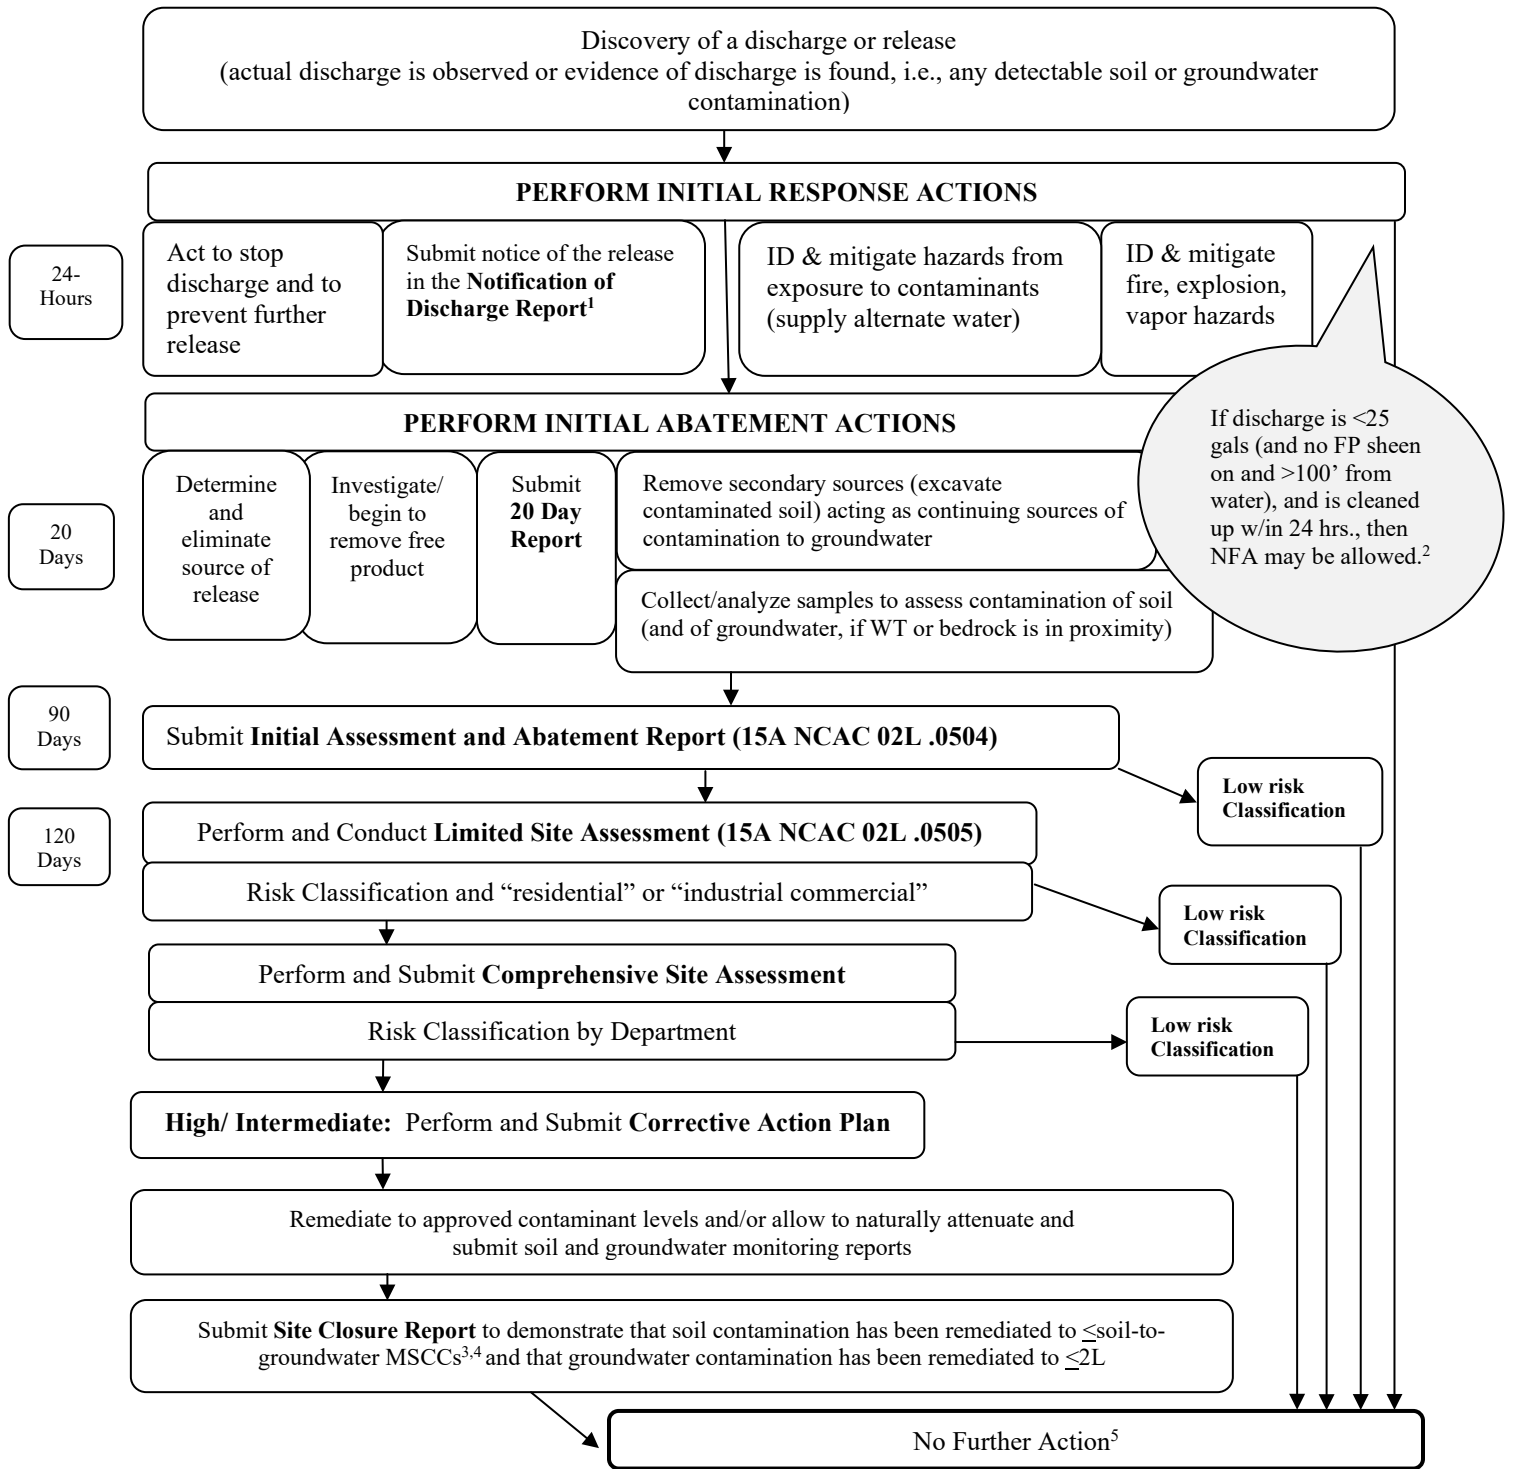 Discovery of a discharge or release
(actual discharge is observed or evidence of discharge is found, i.e., any detectable soil or groundwater
contamination)
PERFORM INITIAL RESPONSE ACTIONS
24-
Hours
Act to stop
discharge and to
prevent further
release
Submit notice of the release
in the Notification of
Discharge Report1
ID & mitigate hazards from
exposure to contaminants
(supply alternate water)
ID & mitigate
fire, explosion,
vapor hazards
If discharge is <25
gals (and no FP sheen
on and >100’ from
water), and is cleaned
up w/in 24 hrs., then
NFA may be allowed.2
PERFORM INITIAL ABATEMENT ACTIONS
20
Days
Determine
and
eliminate
source of
release
Investigate/
begin to
remove free
product
Submit
20 Day
Report
Remove secondary sources (excavate
contaminated soil) acting as continuing sources of
contamination to groundwater
Collect/analyze samples to assess contamination of soil
(and of groundwater, if WT or bedrock is in proximity)
90
Days
Submit Initial Assessment and Abatement Report (15A NCAC 02L .0504)
Low risk
Classification
120
Days
Perform and Conduct Limited Site Assessment (15A NCAC 02L .0505)
Risk Classification and “residential” or “industrial commercial”
Low risk
Classification
Perform and Submit Comprehensive Site Assessment
Risk Classification by Department
Low risk
Classification
High/ Intermediate:  Perform and Submit Corrective Action Plan
Remediate to approved contaminant levels and/or allow to naturally attenuate and
submit soil and groundwater monitoring reports
Submit Site Closure Report to demonstrate that soil contamination has been remediated to ≤soil-to-
groundwater MSCCs3,4 and that groundwater contamination has been remediated to ≤2L
No Further Action5